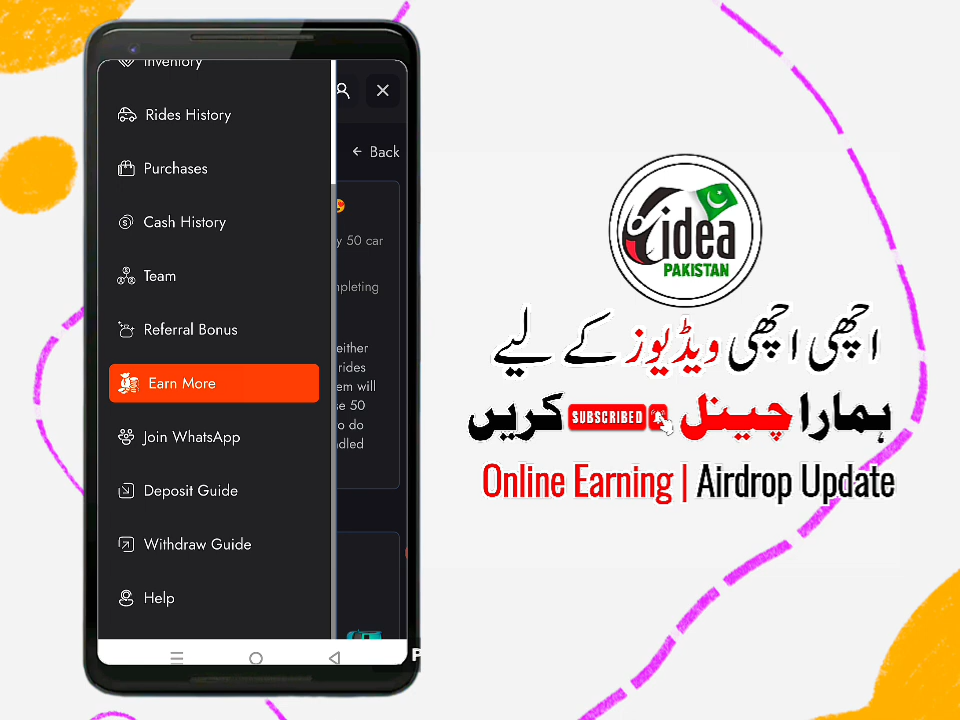 Inventory
Rides History
Purchases
Cash History
Team
Referral Bonus
Earn More
Join WhatsApp
Deposit Guide
Withdraw Guide
Help
Back
y 50 car
mpleting
either
rides
em will
se 50
o do
ndled
P
idea
PAKISTAN
اچھی اچھی ویڈیوز کے لیے
ہمارا چینل SUBSCRIBED کریں
Online Earning | Airdrop Update